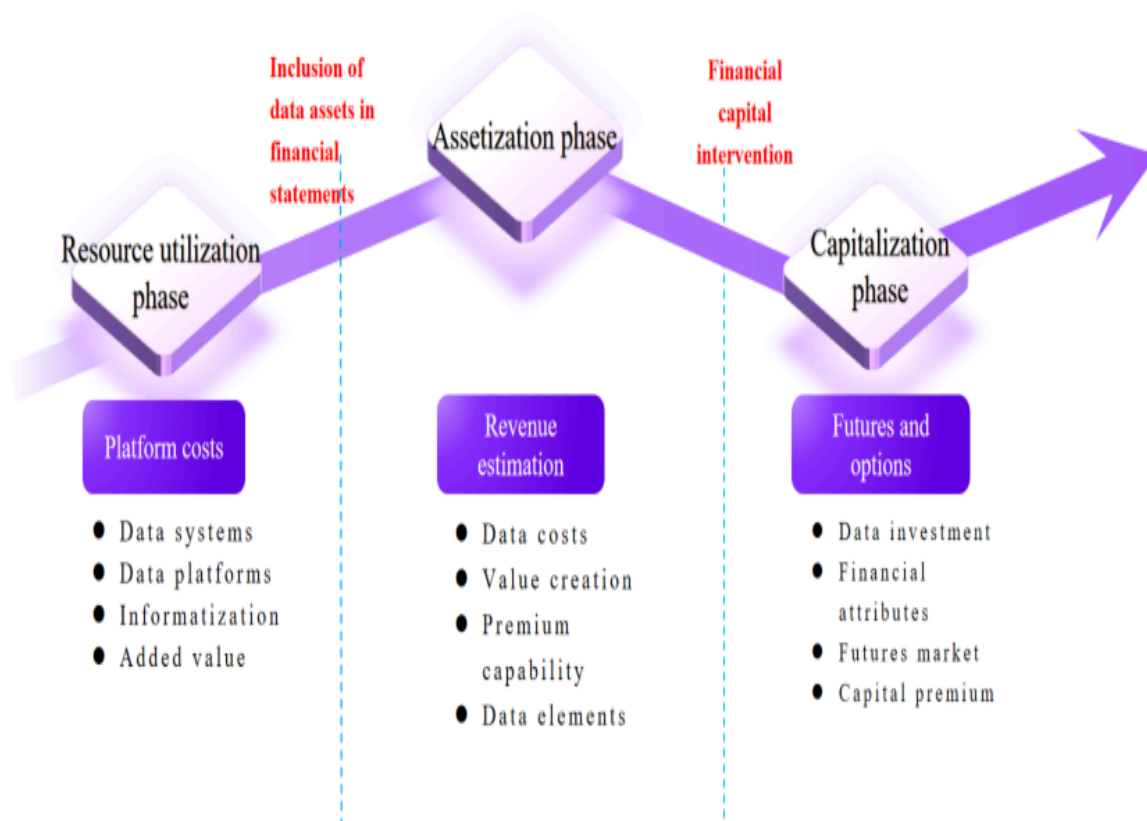 Inclusion of
data assets in
financial
statements
Financial
capital
intervention
Assetization phase
Resource utilization
phase
Capitalization
phase
Platform costs
Data systems
Data platforms
Informatization
Added value
Revenue
estimation
Data costs
Value creation
Premium
capability
Data elements
Futures and
options
Data investment
Financial
attributes
Futures market
Capital premium